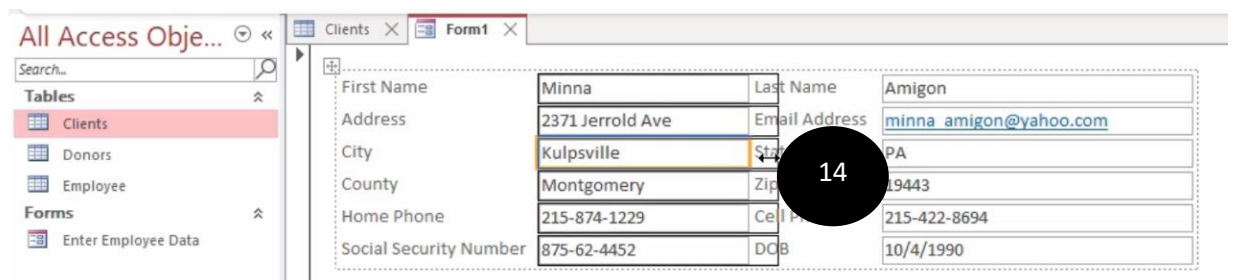 All Access Obje...
Search...
Tables
Clients
Donors
Employee
Forms
Enter Employee Data
Clients Form1
First Name Minna Last Name Amigon
Address 2371 Jerrold Ave Email Address minna_amigon@yahoo.com
City Kulpsville PA
County Montgomery Zip 19443
Home Phone 215-874-1229 215-422-8694
Social Security Number 875-62-4452 DOB 10/4/1990
14